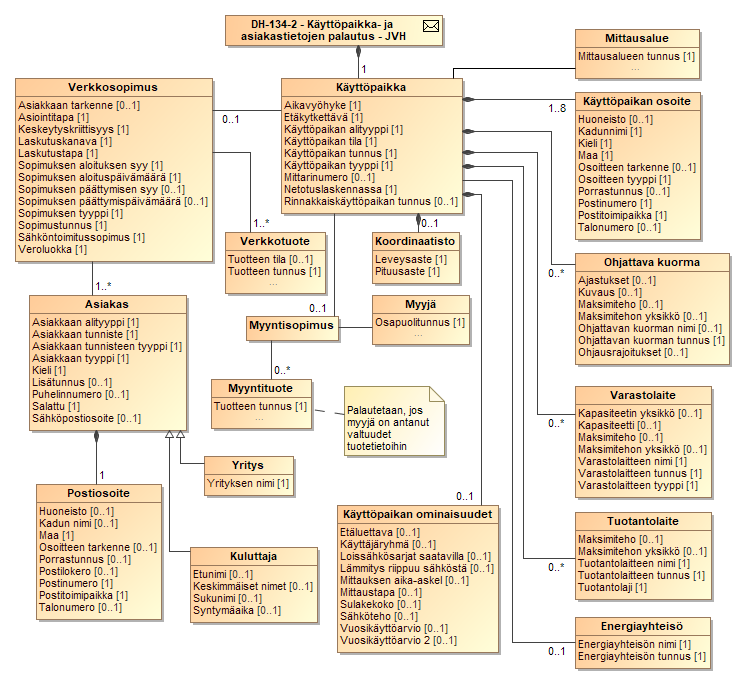 DH-134-2 - Käyttöpaikka- ja
asiakastietojen palautus - JVH
1
Mittausalue
Mittausalueen tunnus [1]
...
Verkkosopimus
Asiakkaan tarkenne [0..1]
Asiointitapa [1]
Keskeytyskriittisyys [1]
Laskutuskanava [1]
Laskutustapa [1]
Sopimuksen aloituksen syy [1]
Sopimuksen aloituspäivämäärä [1]
Sopimuksen päättymisen syy [0..1]
Sopimuksen päättymispäivämäärä [0..1]
Sopimuksen tyyppi [1]
Sopimustunnus [1]
Sähköntoimitussopimus [1]
Veroluokka [1]
0..1
Käyttöpaikka
Aikavyöhyke [1]
Etäkytkettävä [1]
Käyttöpaikan alityyppi [1]
Käyttöpaikan tila [1]
Käyttöpaikan tunnus [1]
Käyttöpaikan tyyppi [1]
Mittarinumero [0..1]
Netotuslaskennassa [1]
Rinnakkaiskäyttöpaikan tunnus [0..1]
1..8
Käyttöpaikan osoite
Huoneisto [0..1]
Kadunnimi [1]
Kieli [1]
Maa [1]
Osoitteen tarkenne [0..1]
Osoitteen tyyppi [1]
Porrastunnus [0..1]
Postinumero [1]
Postitoimipaikka [1]
Talonumero [0..1]
1..*
Verkkotuote
Tuotteen tila [0..1]
Tuotteen tunnus [1]
...
0..1
Koordinaatisto
Leveysaste [1]
Pituusaste [1]
0..*
Ohjattava kuorma
Ajastukset [0..1]
Kuvaus [0..1]
Maksimiteho [0..1]
Maksimitehon yksikkö [0..1]
Ohjattavan kuorman nimi [0..1]
Ohjattavan kuorman tunnus [1]
Ohjausrajoitukset [0..1]
1..*
Asiakas
Asiakkaan alityyppi [1]
Asiakkaan tunniste [1]
Asiakkaan tunnisteen tyyppi [1]
Asiakkaan tyyppi [1]
Kieli [1]
Lisätunnus [0..1]
Puhelinnumero [0..1]
Salattu [1]
Sähköpostiosoite [0..1]
0..1
Myyntisopimus
Myyjä
Osapuolitunnus [1]
...
0..*
Myyntituote
Tuotteen tunnus [1]
...
Palautetaan, jos
myyjä on antanut
valtuudet
tuotetietoihin
0..*
Varastolaite
Kapasiteetin yksikkö [0..1]
Kapasiteetti [0..1]
Maksimiteho [0..1]
Maksimitehon yksikkö [0..1]
Varastolaitteen nimi [1]
Varastolaitteen tunnus [1]
Varastolaitteen tyyppi [1]
Yritys
Yrityksen nimi [1]
1
Postiosoite
Huoneisto [0..1]
Kadun nimi [0..1]
Maa [1]
Osoitteen tarkenne [0..1]
Porrastunnus [0..1]
Postilokero [0..1]
Postinumero [1]
Postitoimipaikka [1]
Talonumero [0..1]
Kuluttaja
Etunimi [0..1]
Keskimmäiset nimet [0..1]
Sukunimi [0..1]
Syntymäaika [0..1]
0..1
Käyttöpaikan ominaisuudet
Etäluettava [0..1]
Käyttäjäryhmä [0..1]
Loissähkösarjat saatavilla [0..1]
Lämmitys riippuu sähköstä [0..1]
Mittauksen aika-askel [0..1]
Mittaustapa [0..1]
Sulakekoko [0..1]
Sähköteho [0..1]
Vuosikäyttöarvio [0..1]
Vuosikäyttöarvio 2 [0..1]
0..*
Tuotantolaite
Maksimiteho [0..1]
Maksimitehon yksikkö [0..1]
Tuotantolaitteen nimi [1]
Tuotantolaitteen tunnus [1]
Tuotantolaji [1]
0..1
Energiayhteisö
Energiayhteisön nimi [1]
Energiayhteisön tunnus [1]